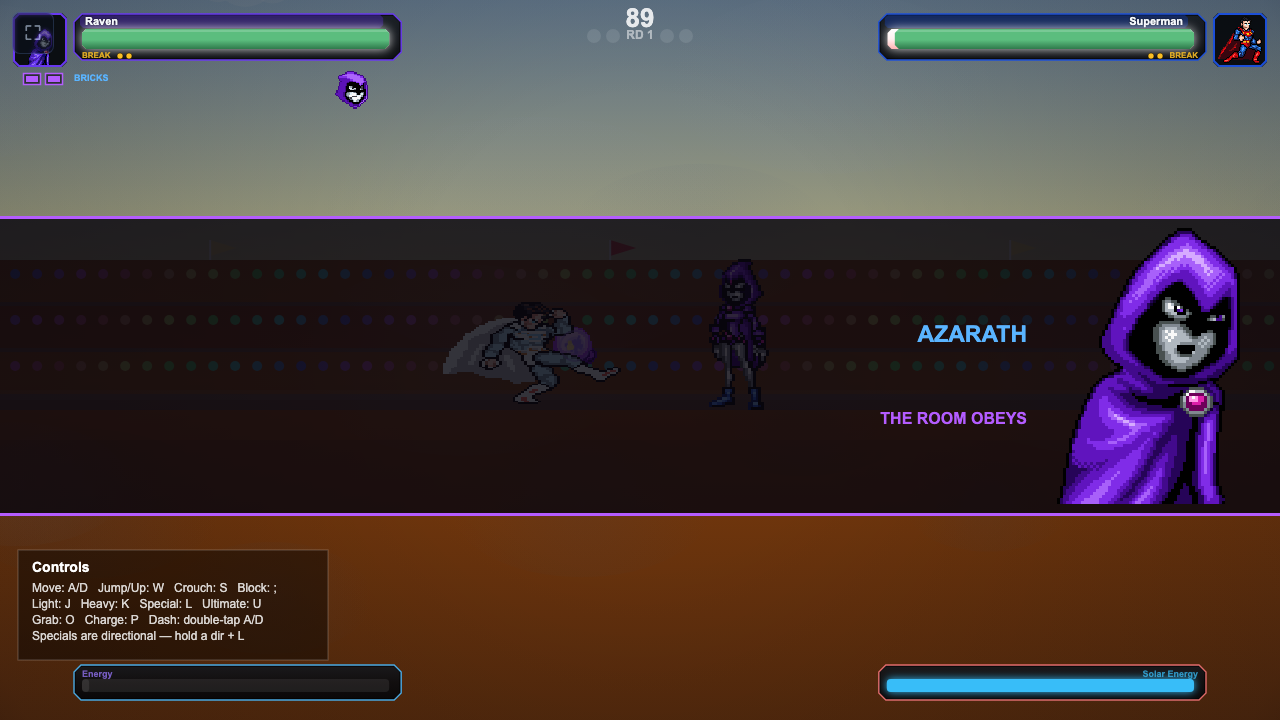 Raven
89
Superman
RD 1
BREAK
BREAK
BRICKS
AZARATH
THE ROOM OBEYS
Controls
Move: A/D   Jump/Up: W   Crouch: S   Block: ;
Light: J   Heavy: K   Special: L   Ultimate: U
Grab: O   Charge: P   Dash: double-tap A/D
Specials are directional — hold a dir + L
Energy
Solar Energy